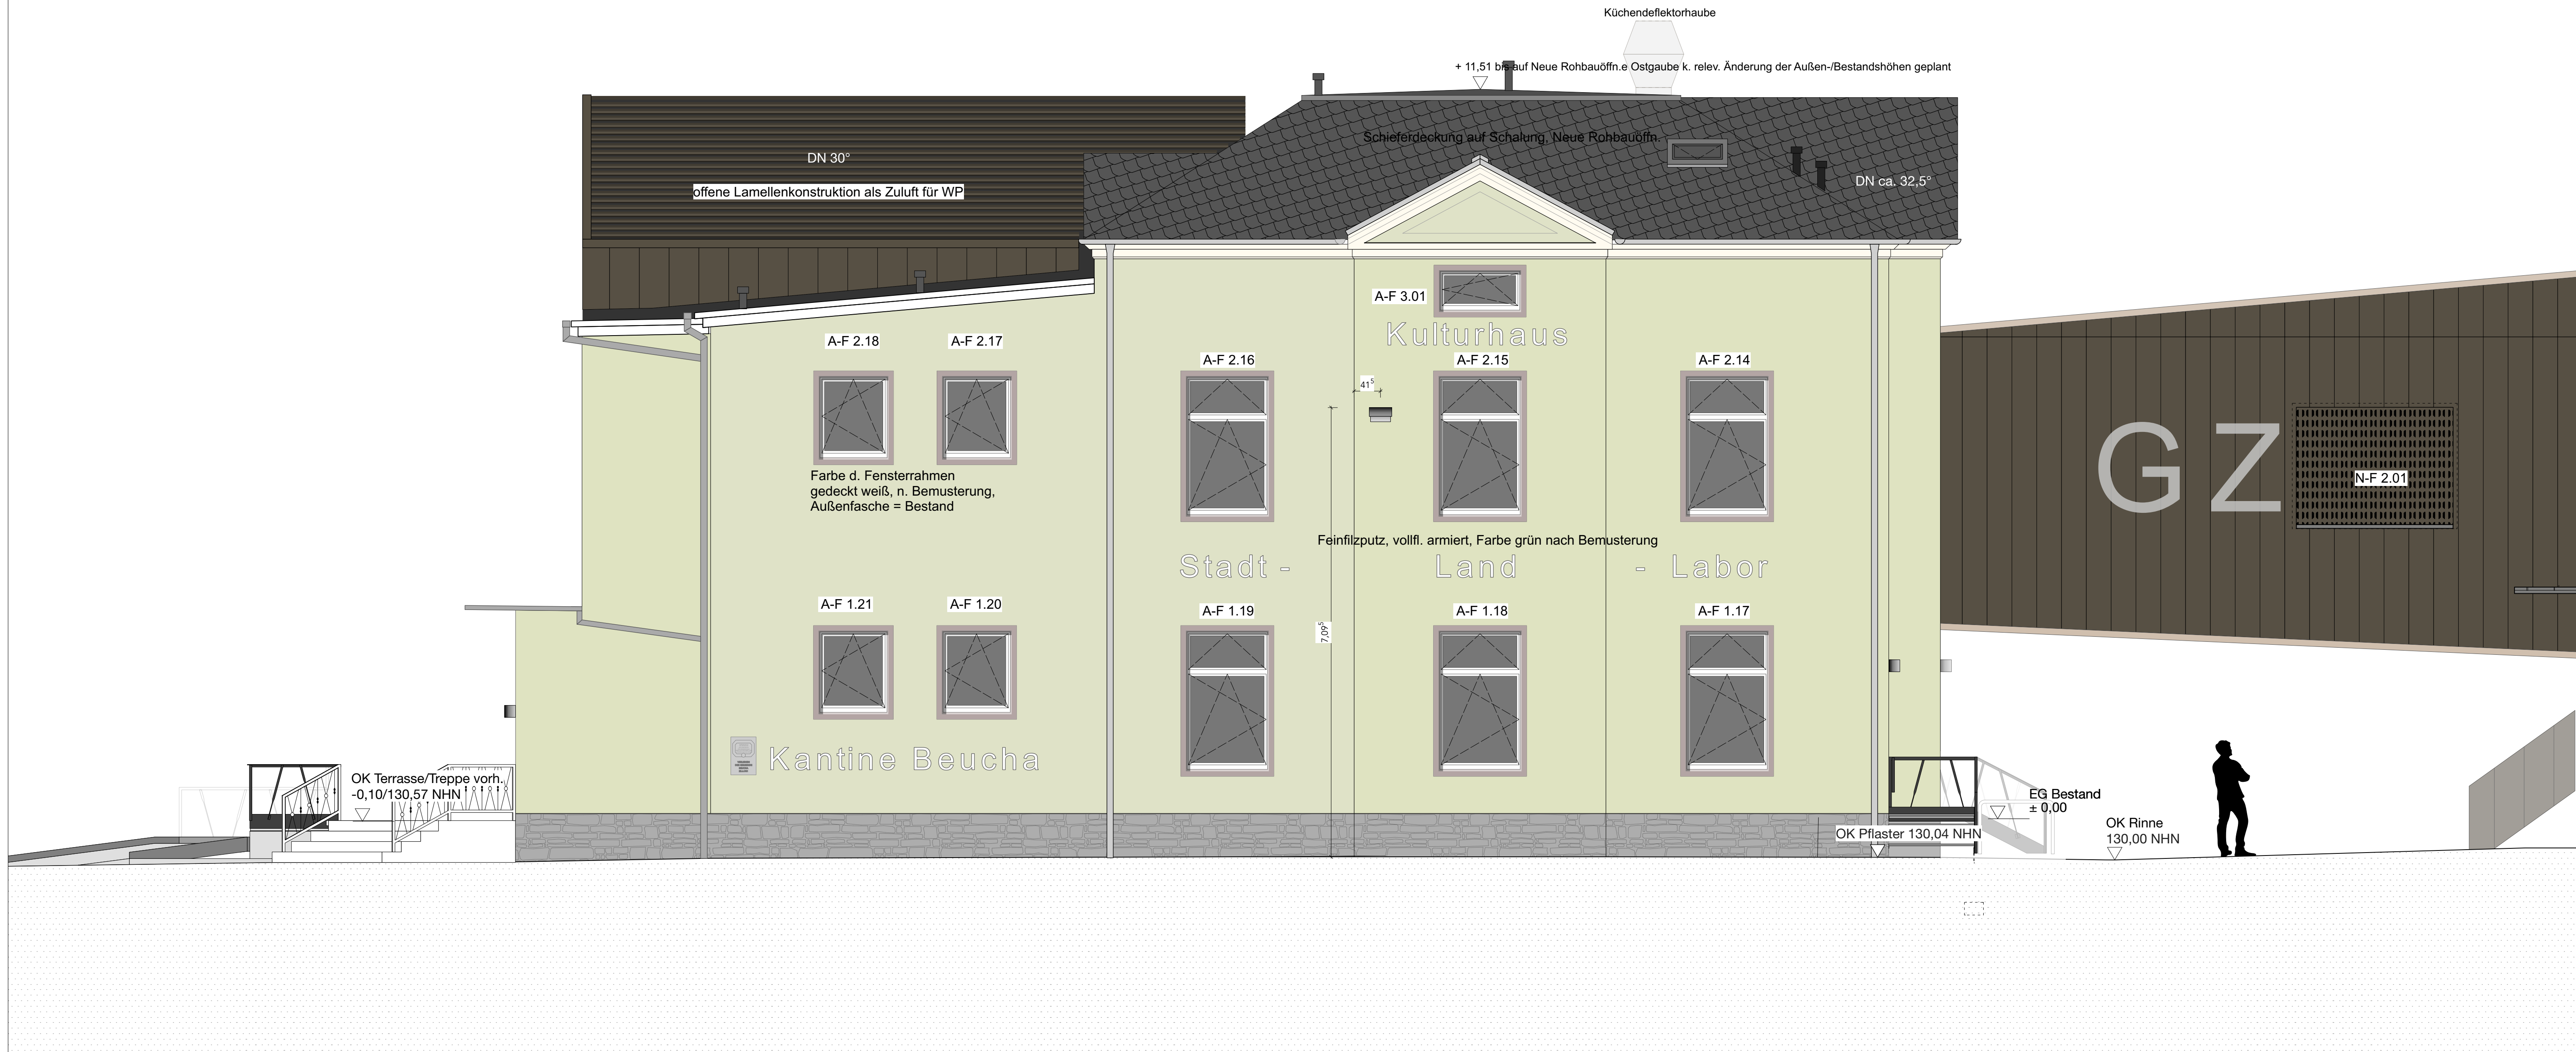 Küchendeflektorhaube
+ 11,51 bis auf Neue Rohbauöffn.e Ostgaube k. relev. Änderung der Außen-/Bestandshöhen geplant
Schieferdeckung auf Schalung, Neue Rohbauöffn.
DN 30°
offene Lamellenkonstruktion als Zuluft für WP
DN ca. 32,5°
A-F 3.01
Kulturhaus
A-F 2.18
A-F 2.17
A-F 2.16
A-F 2.15
A-F 2.14
41⁵
Farbe d. Fensterrahmen
gedeckt weiß, n. Bemusterung,
Außenfasche = Bestand
GZ
N-F 2.01
Feinfilzputz, vollfl. armiert, Farbe grün nach Bemusterung
Stadt - Land - Labor
A-F 1.21
A-F 1.20
A-F 1.19
A-F 1.18
A-F 1.17
7,09⁵
Kantine Beucha
OK Terrasse/Treppe vorh.
-0,10/130,57 NHN
EG Bestand
± 0,00
OK Pflaster 130,04 NHN
OK Rinne
130,00 NHN